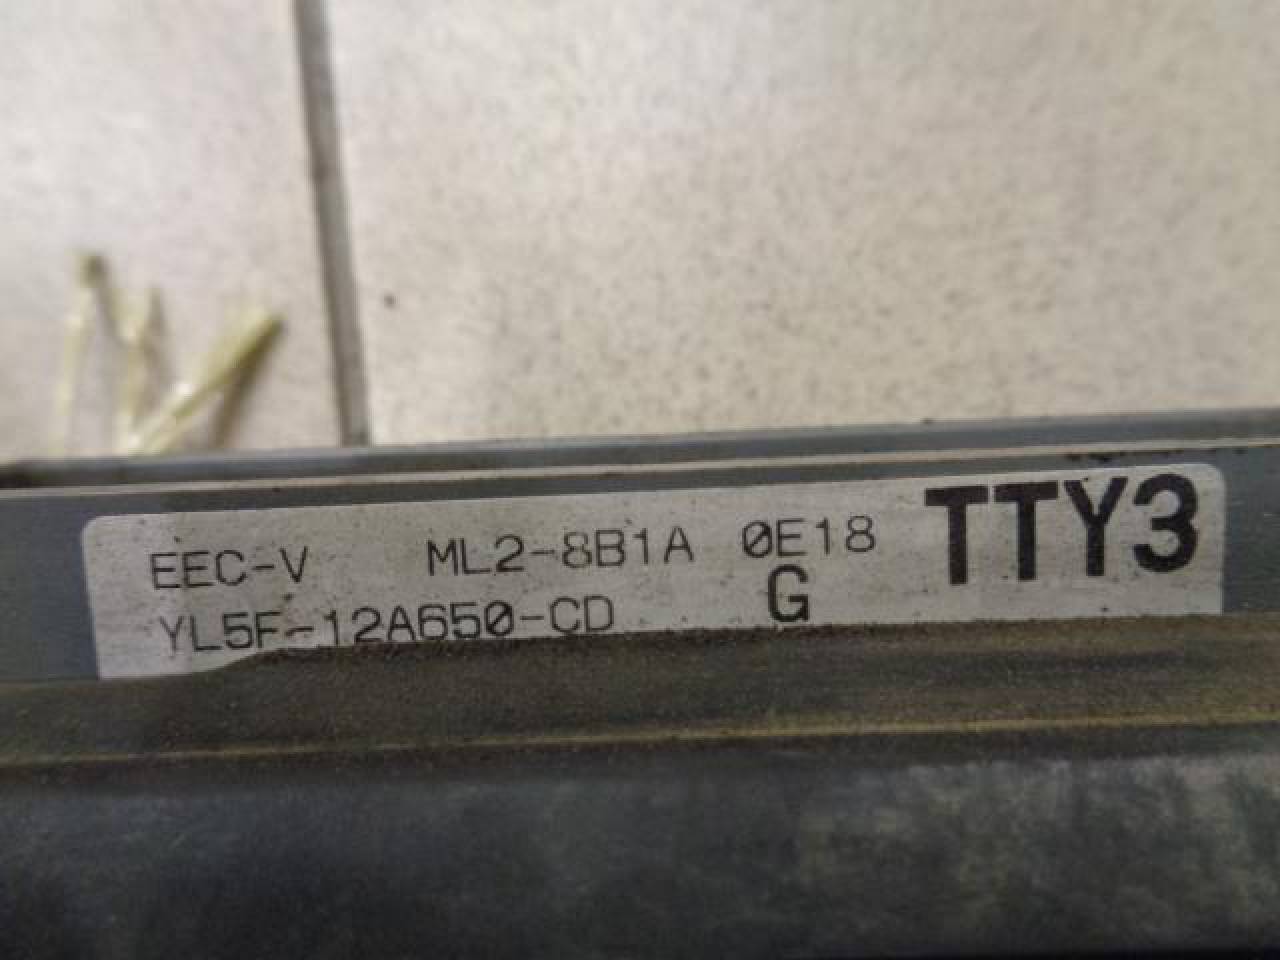 EEC-V ML2-8B1A 0E18 TTY3
YL5F-12A650-CD G